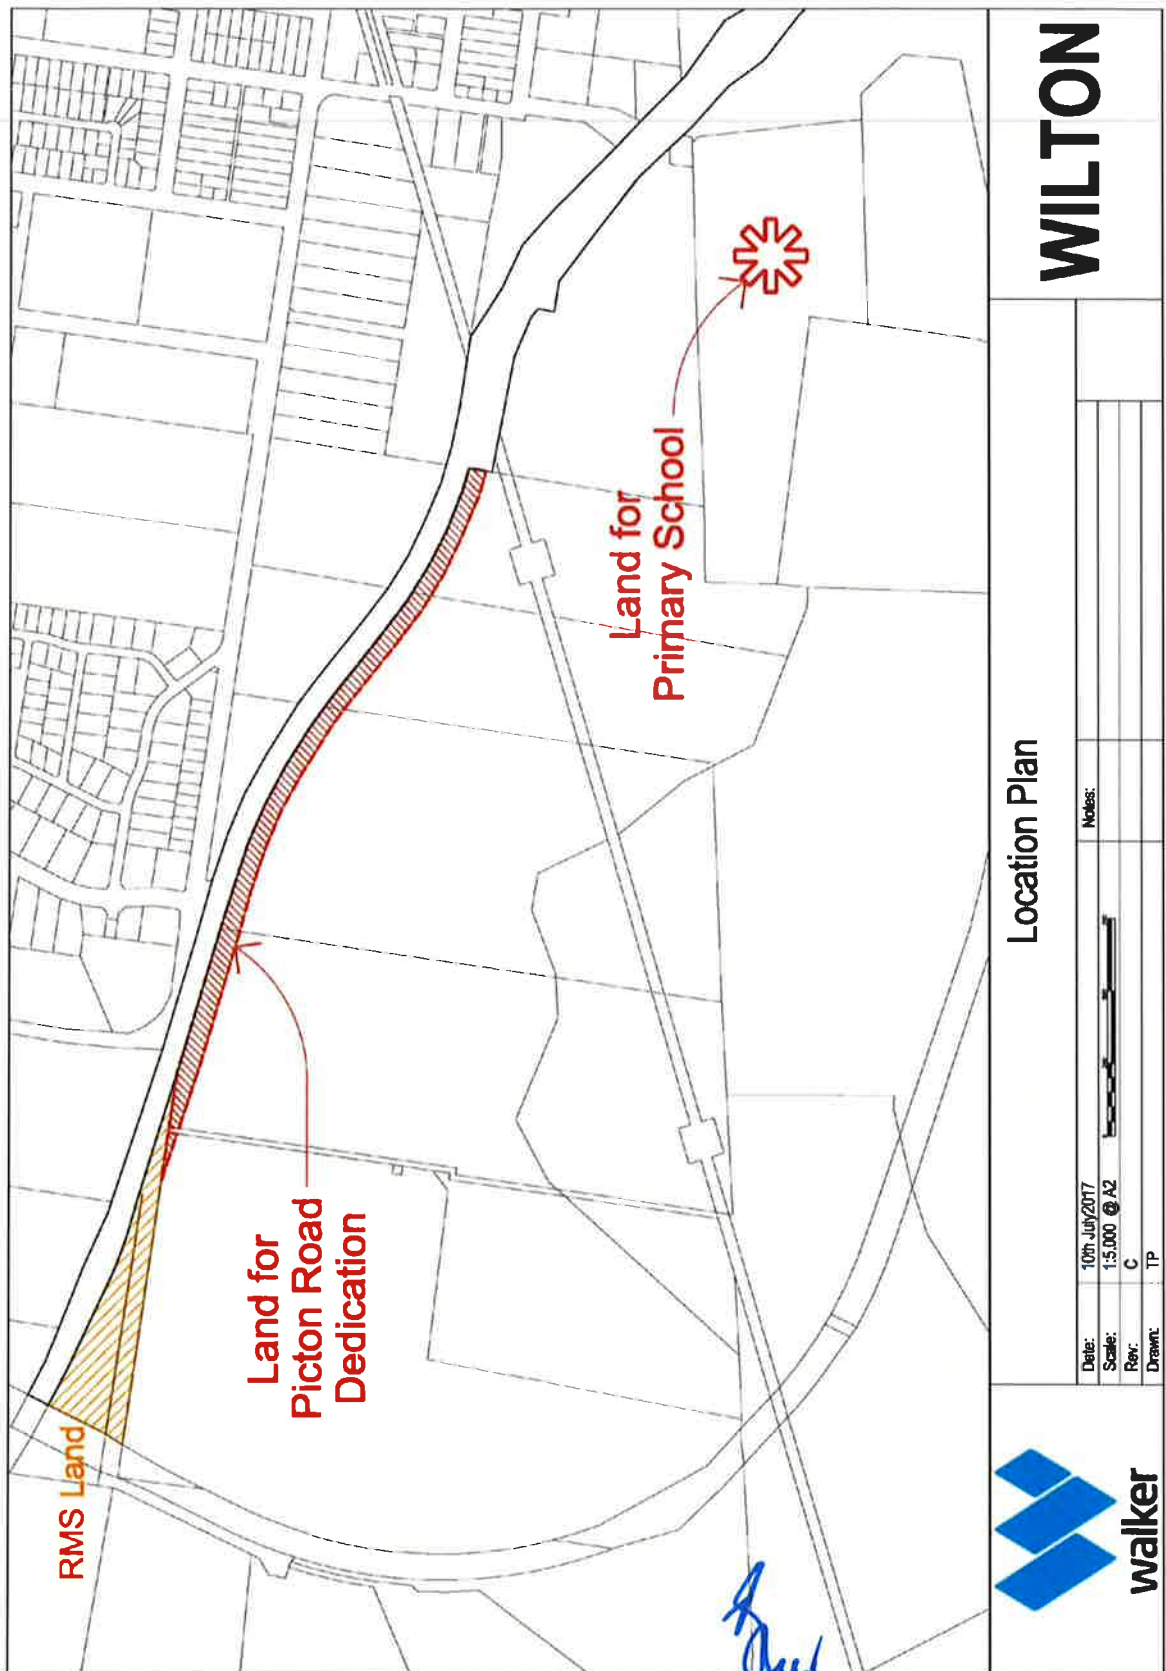 RMS Land
Land for
Picton Road
Dedication
Land for
Primary School
walker
Location Plan
Date: 10th July 2017
Scale: 1:5,000 @ A2
Rev: C
Drawn: TP
Notes:
WILTON